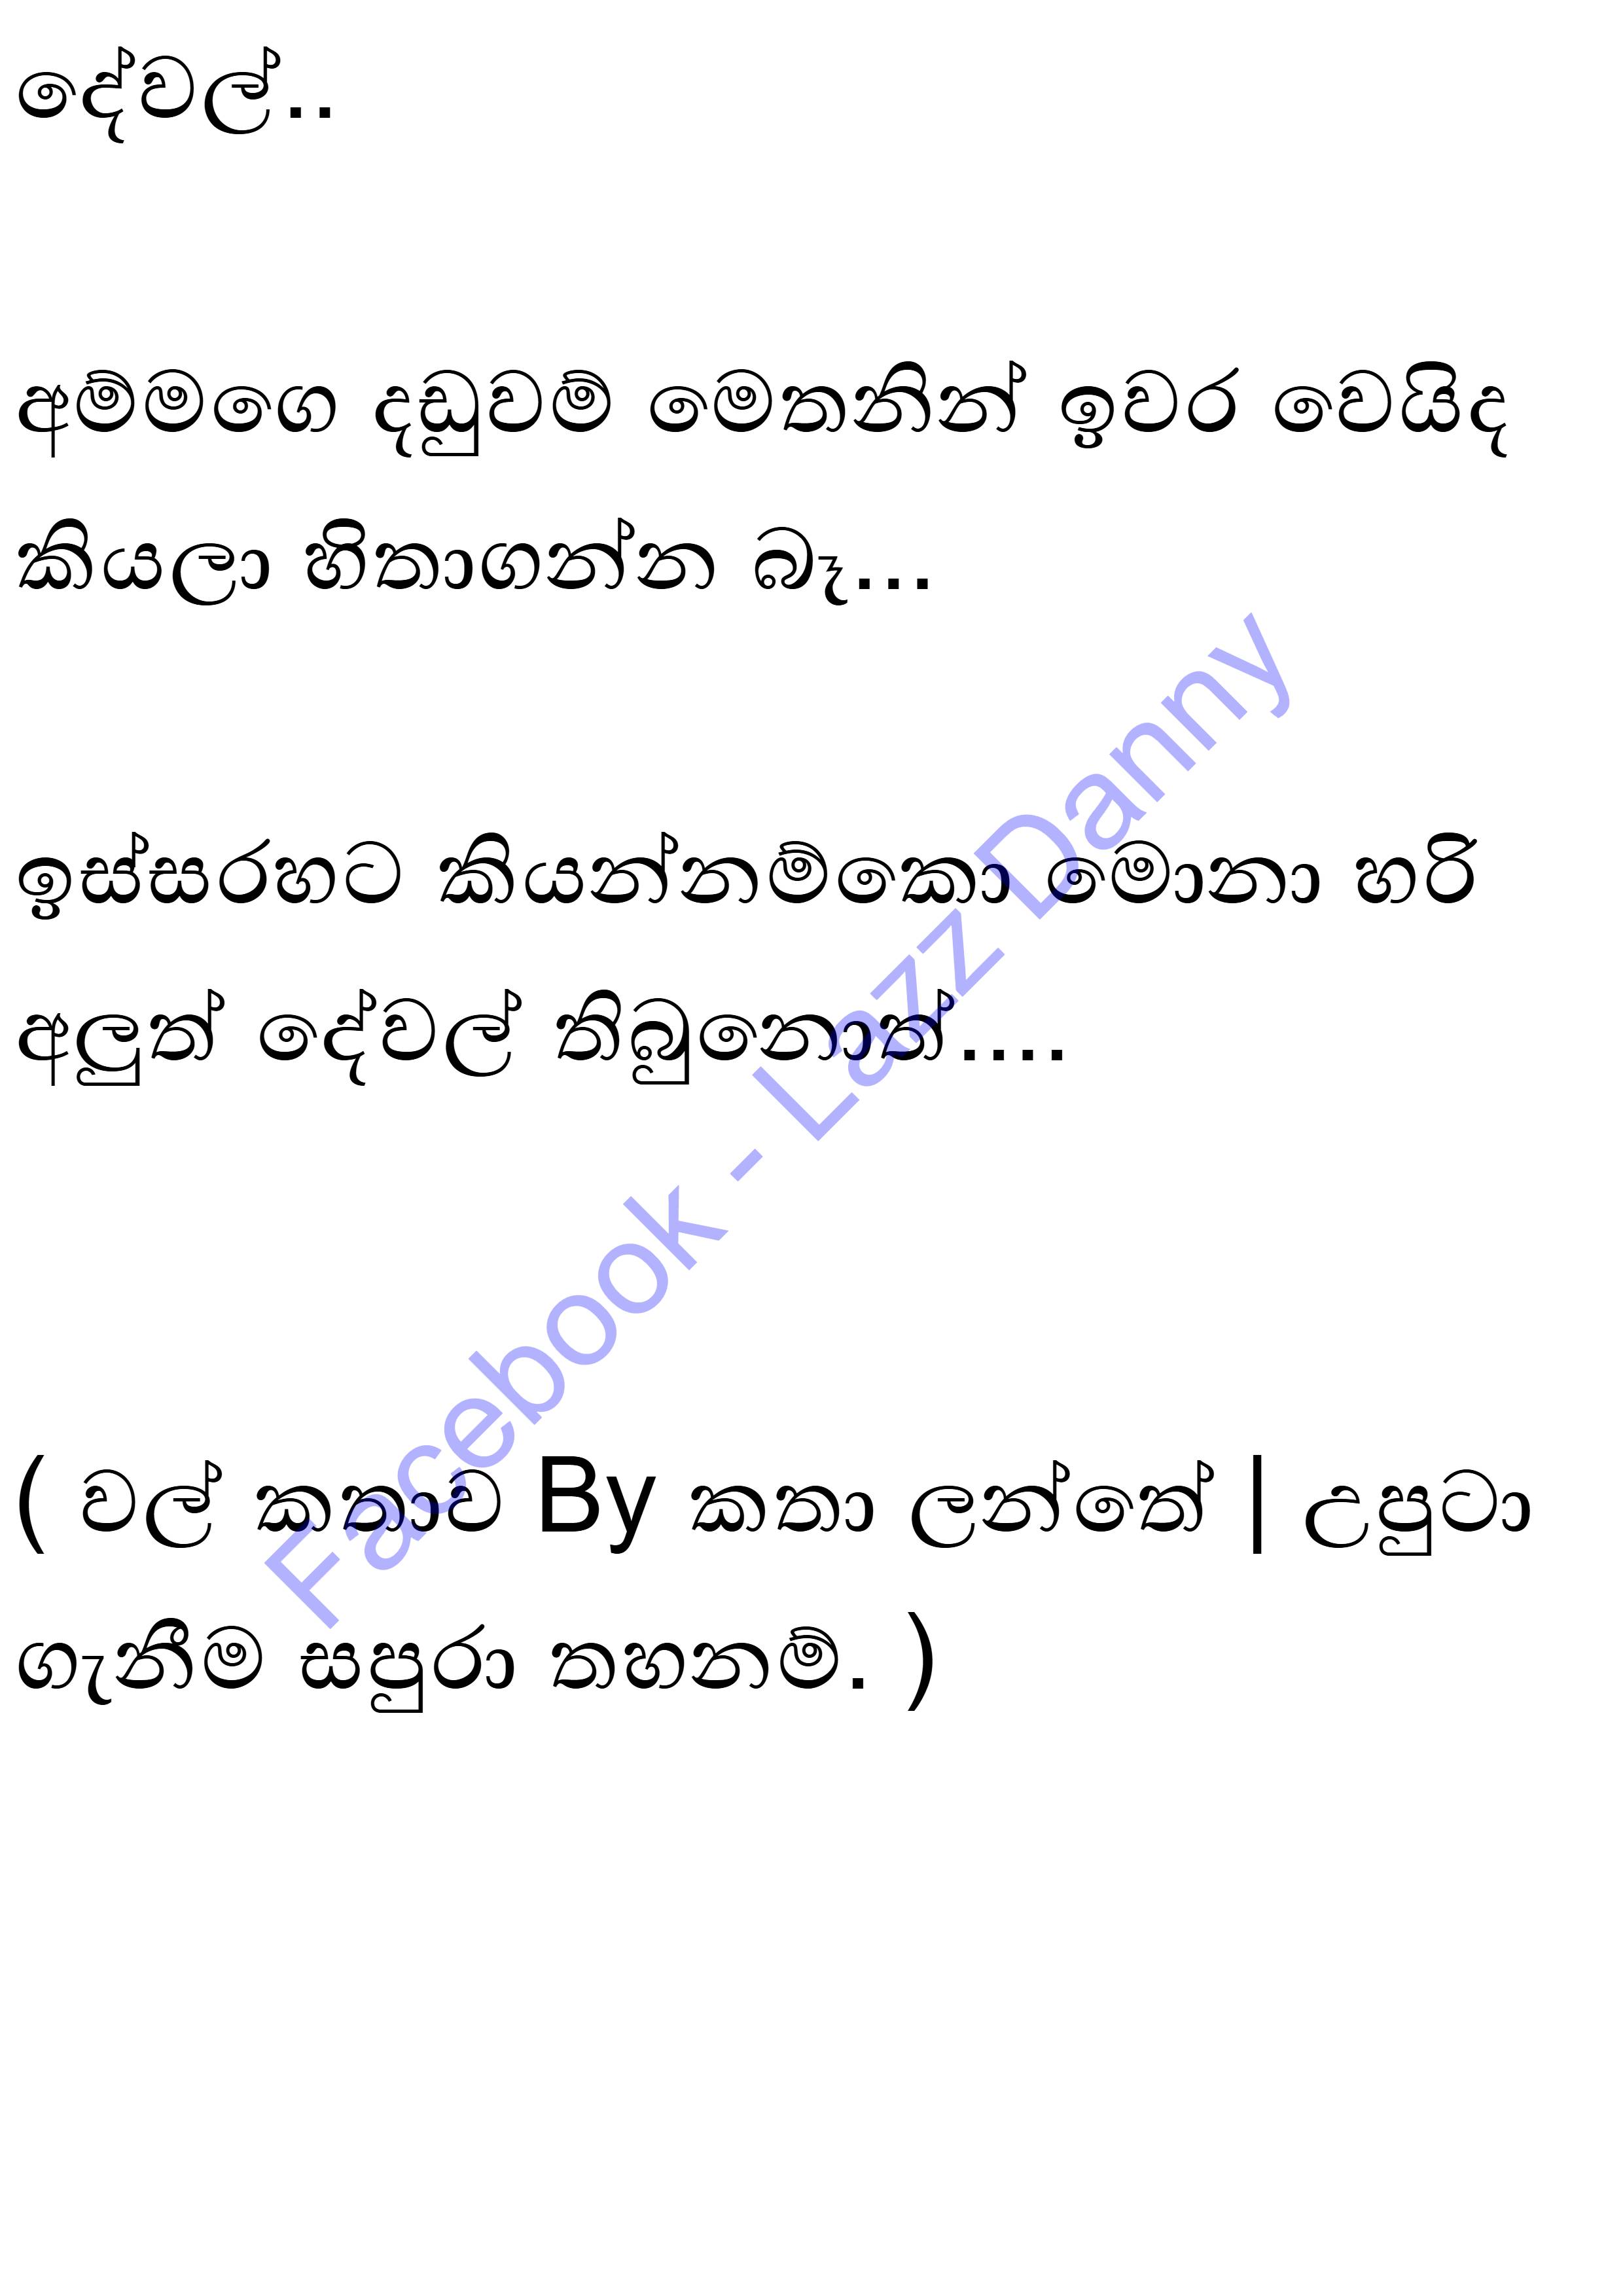 දේවල්..
අම්මගෙ දඬුවම් මෙතනින් ඉවර වෙයිද
කියලා හිතාගන්න බෑ...
ඉස්සරහට කියන්නම්කො මොනා හරි
අලුත් දේවල් තිබුනොත්....
( වල් කතාව By කතා ලන්තේ | උපුටා
ගැනීම සපුරා තහනම්. )
Facebook - Lazz Danny